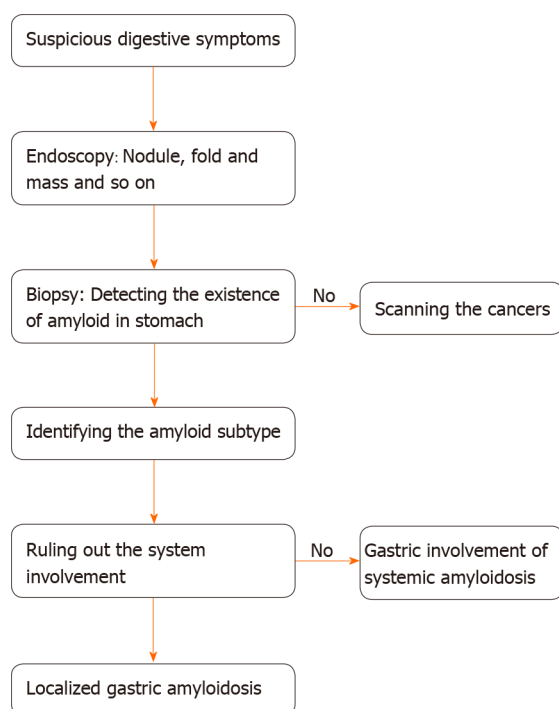 Suspicious digestive symptoms
Endoscopy: Nodule, fold and
mass and so on
Biopsy: Detecting the existence
of amyloid in stomach
No
Scanning the cancers
Identifying the amyloid subtype
Ruling out the system
involvement
No
Gastric involvement of
systemic amyloidosis
Localized gastric amyloidosis